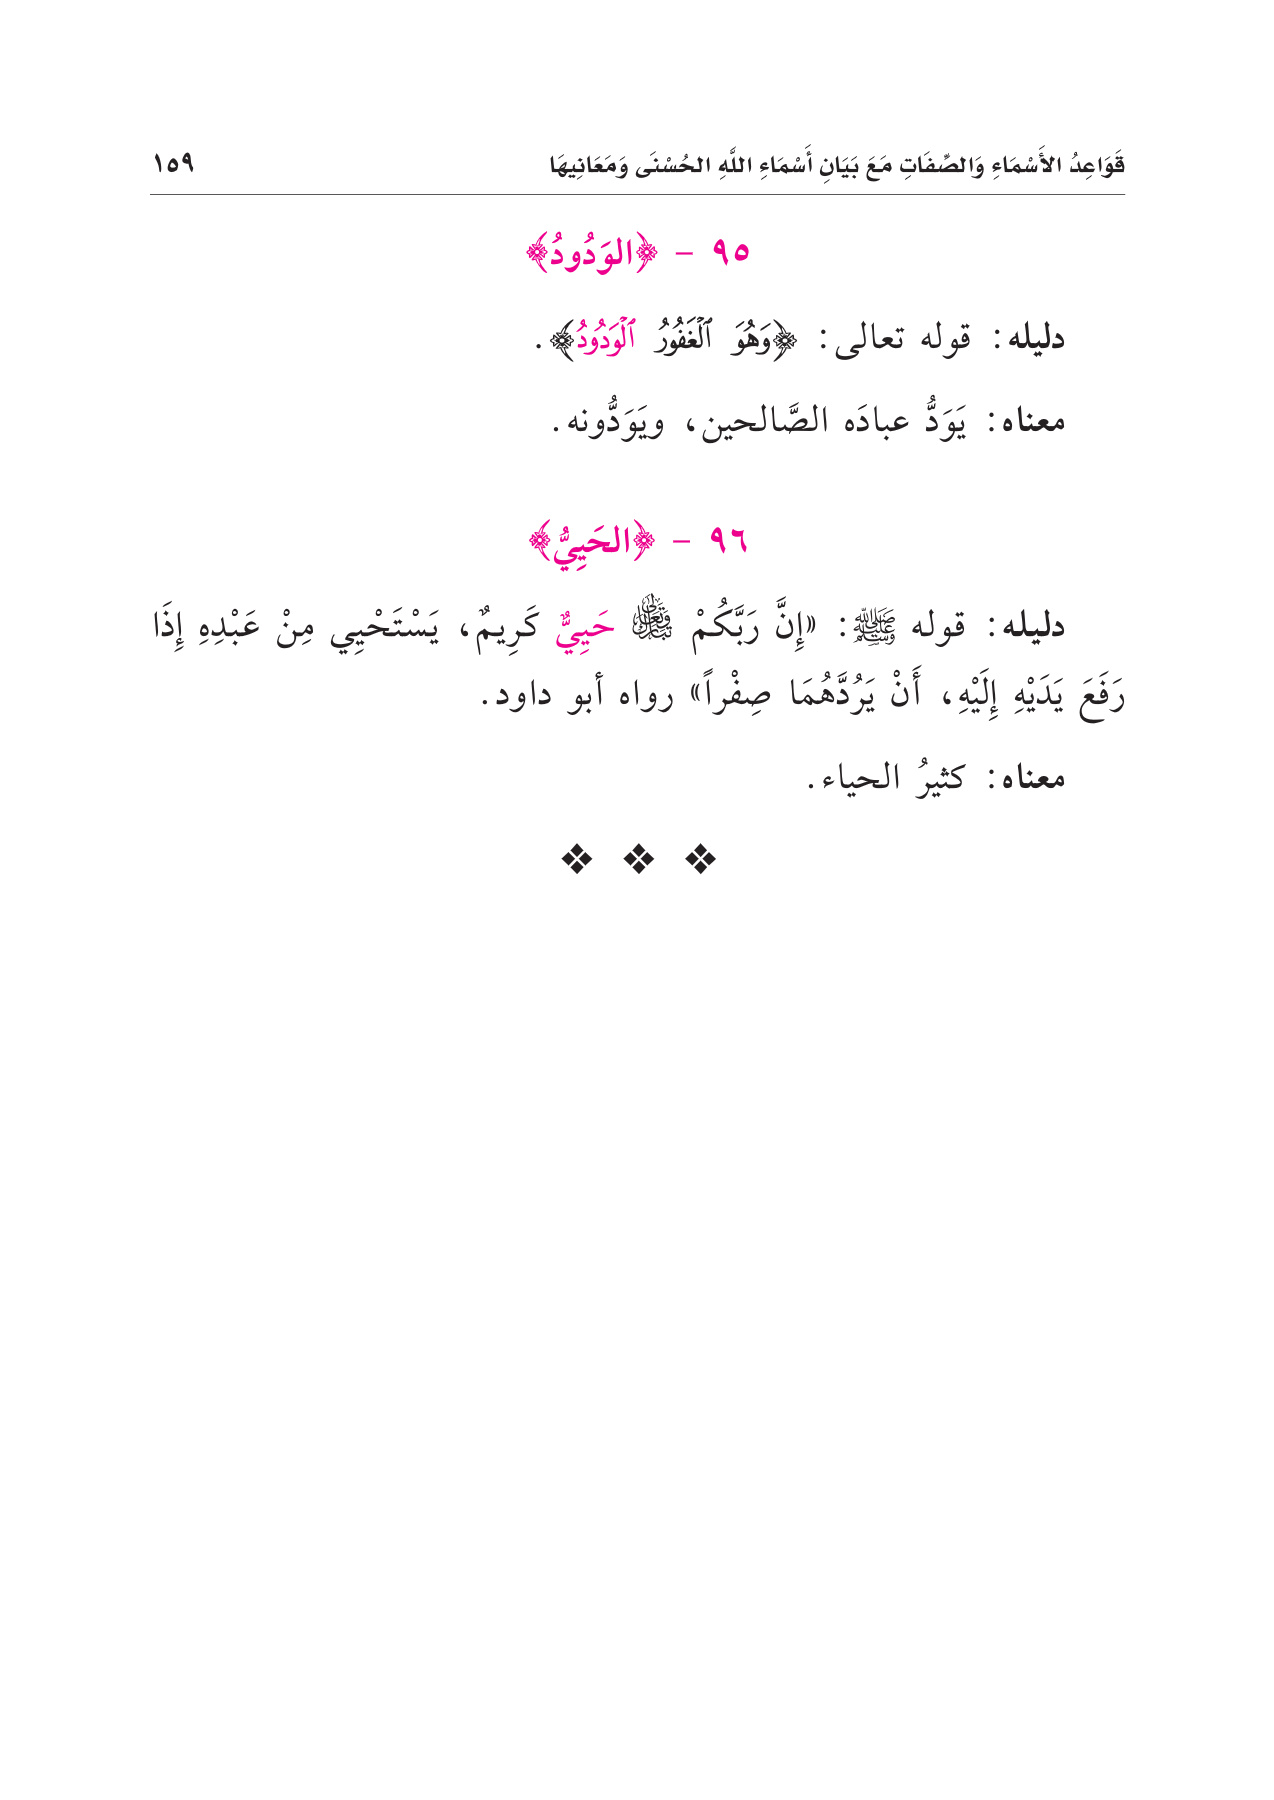 قَوَاعِدُ الأَسْمَاءِ وَالصِّفَاتِ مَعَ بَيَانِ أَسْمَاءِ اللَّهِ الحُسْنَى وَمَعَانِيهَا ١٥٩
٩٥ - ﴿الوَدُودُ﴾
دليله: قوله تعالى: ﴿وَهُوَ ٱلْغَفُورُ ٱلْوَدُودُ﴾.
معناه: يَوَدُّ عبادَه الصَّالحين، ويَوَدُّونه.
٩٦ - ﴿الحَيِيُّ﴾
دليله: قوله ﷺ: «إِنَّ رَبَّكُمْ تبارك وتعالى حَيِيٌّ كَرِيمٌ، يَسْتَحْيِي مِنْ عَبْدِهِ إِذَا
رَفَعَ يَدَيْهِ إِلَيْهِ، أَنْ يَرُدَّهُمَا صِفْراً» رواه أبو داود.
معناه: كثيرُ الحياء.